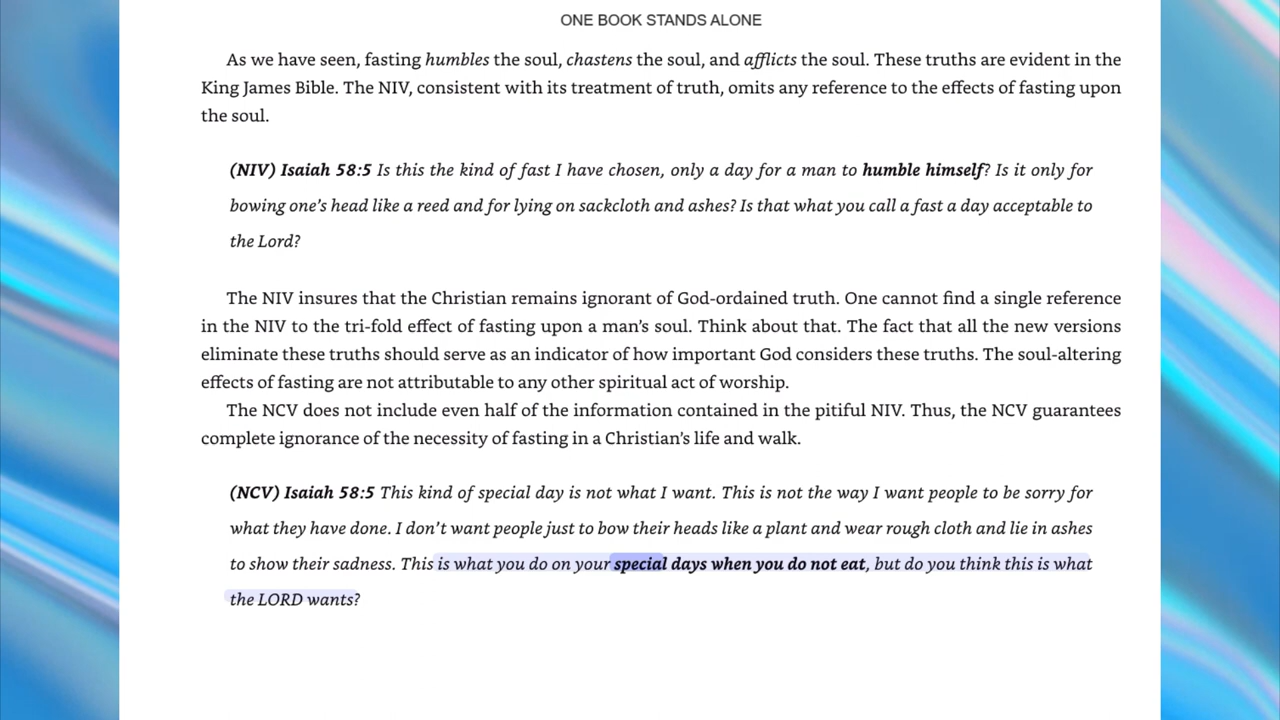 ONE BOOK STANDS ALONE
As we have seen, fasting humbles the soul, chastens the soul, and afflicts the soul. These truths are evident in the
King James Bible. The NIV, consistent with its treatment of truth, omits any reference to the effects of fasting upon
the soul.
(NIV) Isaiah 58:5 Is this the kind of fast I have chosen, only a day for a man to humble himself? Is it only for
bowing one’s head like a reed and for lying on sackcloth and ashes? Is that what you call a fast a day acceptable to
the Lord?
The NIV insures that the Christian remains ignorant of God-ordained truth. One cannot find a single reference
in the NIV to the tri-fold effect of fasting upon a man’s soul. Think about that. The fact that all the new versions
eliminate these truths should serve as an indicator of how important God considers these truths. The soul-altering
effects of fasting are not attributable to any other spiritual act of worship.
The NCV does not include even half of the information contained in the pitiful NIV. Thus, the NCV guarantees
complete ignorance of the necessity of fasting in a Christian’s life and walk.
(NCV) Isaiah 58:5 This kind of special day is not what I want. This is not the way I want people to be sorry for
what they have done. I don’t want people just to bow their heads like a plant and wear rough cloth and lie in ashes
to show their sadness. This is what you do on your special days when you do not eat, but do you think this is what
the LORD wants?